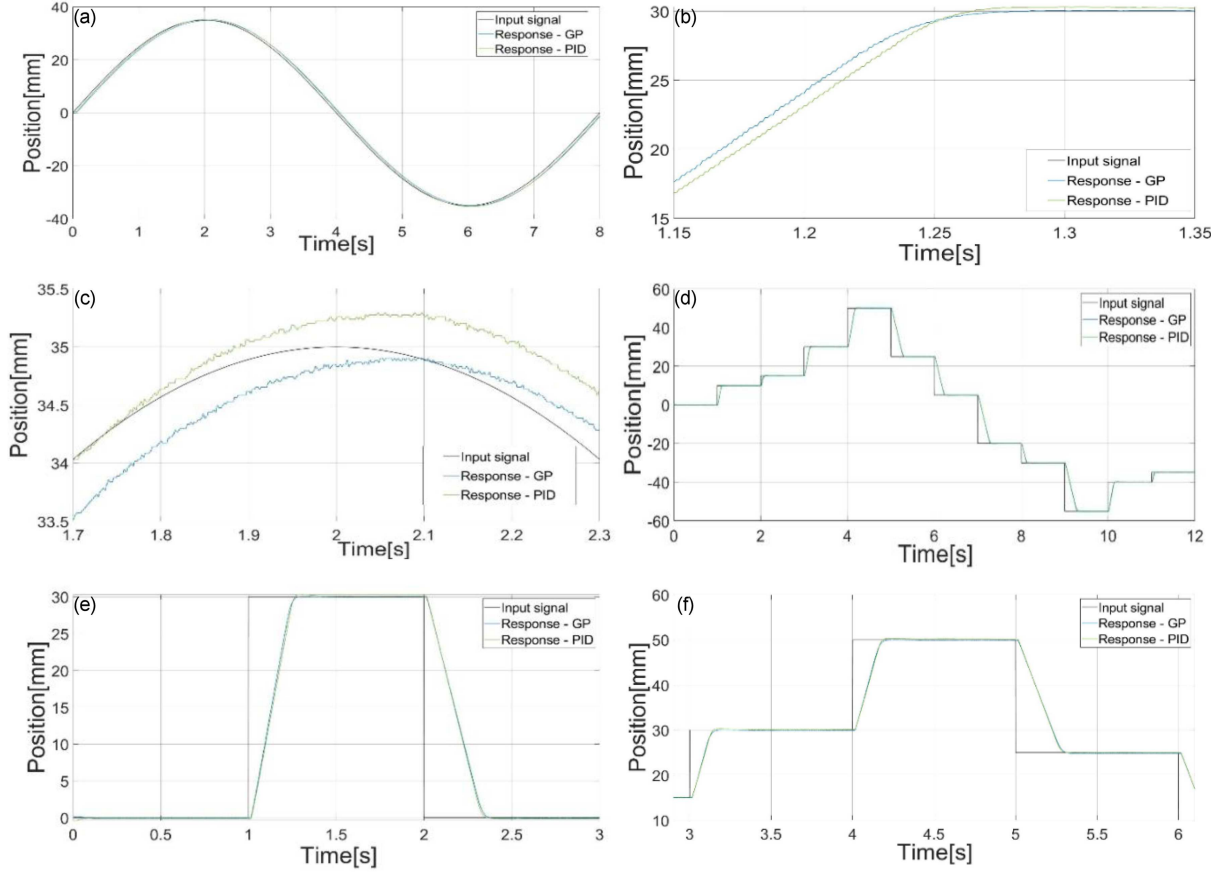 (a)
Input signal
Response - GP
Response - PID
40
20
0
-20
-40
0 1 2 3 4 5 6 7 8
Position[mm]
Time[s]
(b)
30
25
20
15
1.15 1.2 1.25 1.3 1.35
Input signal
Response - GP
Response - PID
Position[mm]
Time[s]
(c)
35.5
35
34.5
34
33.5
1.7 1.8 1.9 2 2.1 2.2 2.3
Input signal
Response - GP
Response - PID
Position[mm]
Time[s]
(d)
Input signal
Response - GP
Response - PID
60
40
20
0
-20
-40
-60
0 2 4 6 8 10 12
Position[mm]
Time[s]
(e)
Input signal
Response - GP
Response - PID
30
25
20
15
10
5
0
0 0.5 1 1.5 2 2.5 3
Position[mm]
Time[s]
(f)
Input signal
Response - GP
Response - PID
60
50
40
30
20
10
3 3.5 4 4.5 5 5.5 6
Position[mm]
Time[s]